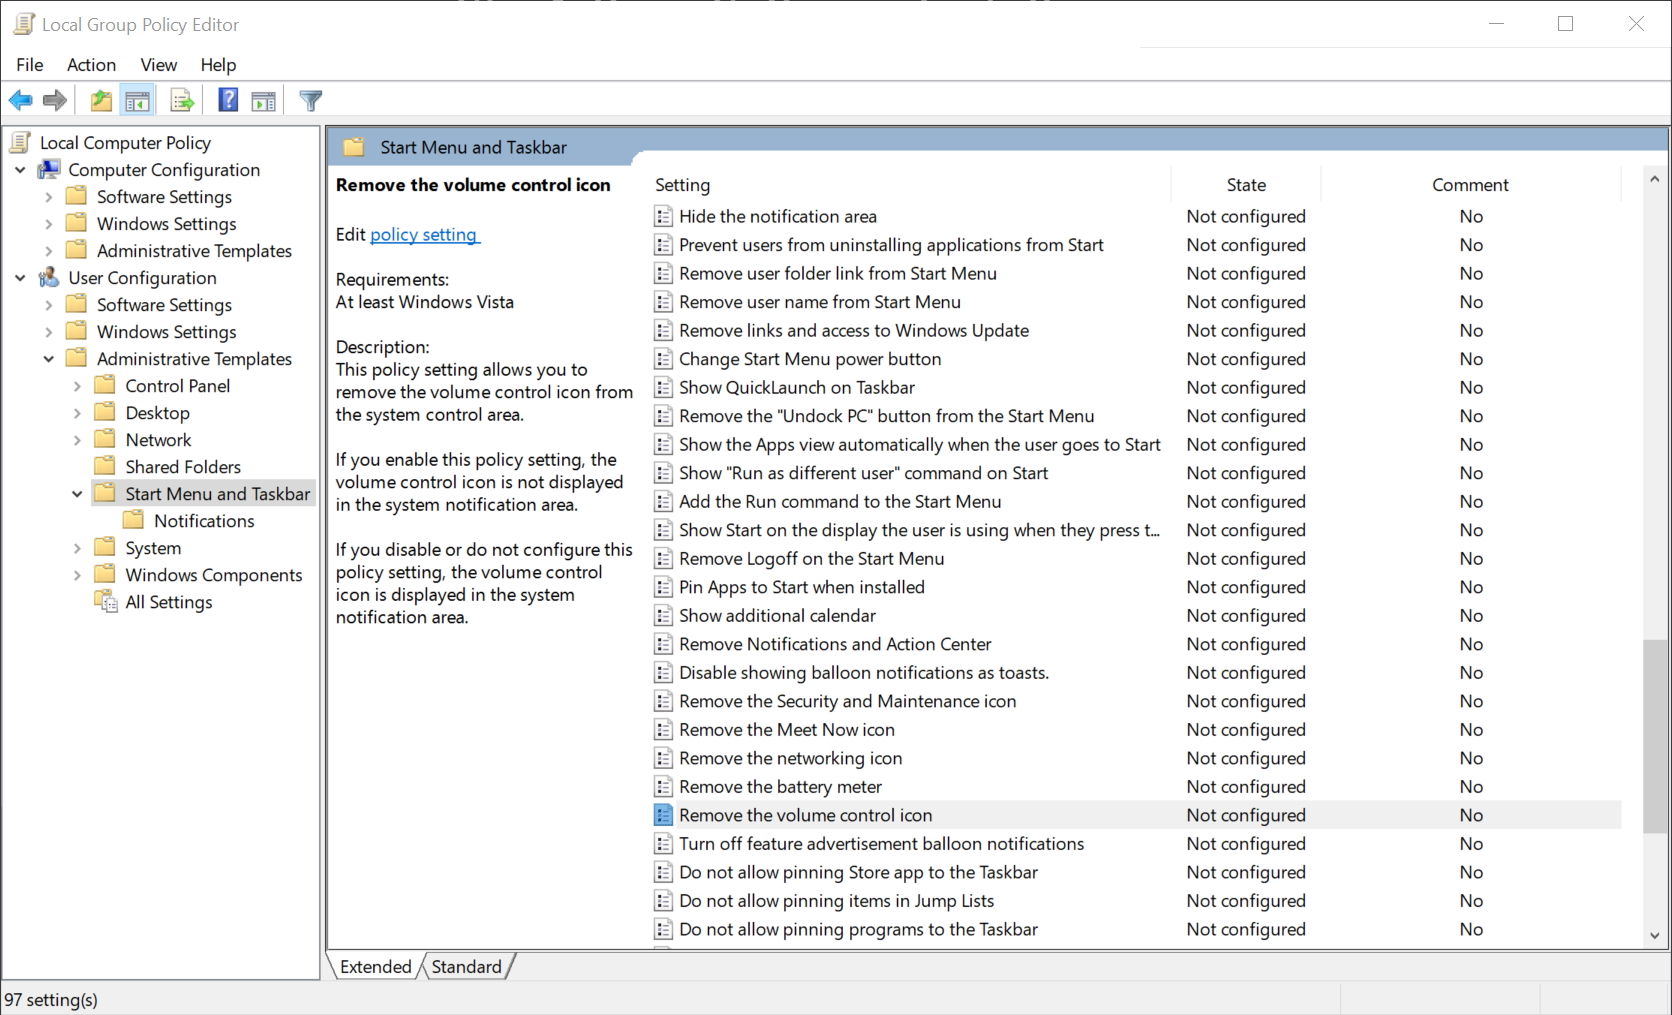 Local Group Policy Editor
File Action View Help
Local Computer Policy
Computer Configuration
Software Settings
Windows Settings
Administrative Templates
User Configuration
Software Settings
Windows Settings
Administrative Templates
Control Panel
Desktop
Network
Shared Folders
Start Menu and Taskbar
Notifications
System
Windows Components
All Settings
Start Menu and Taskbar
Remove the volume control icon
Edit policy setting
Requirements:
At least Windows Vista
Description:
This policy setting allows you to
remove the volume control icon from
the system control area.
If you enable this policy setting, the
volume control icon is not displayed
in the system notification area.
If you disable or do not configure this
policy setting, the volume control
icon is displayed in the system
notification area.
Setting State Comment
Hide the notification area Not configured No
Prevent users from uninstalling applications from Start Not configured No
Remove user folder link from Start Menu Not configured No
Remove user name from Start Menu Not configured No
Remove links and access to Windows Update Not configured No
Change Start Menu power button Not configured No
Show QuickLaunch on Taskbar Not configured No
Remove the "Undock PC" button from the Start Menu Not configured No
Show the Apps view automatically when the user goes to Start Not configured No
Show "Run as different user" command on Start Not configured No
Add the Run command to the Start Menu Not configured No
Show Start on the display the user is using when they press t... Not configured No
Remove Logoff on the Start Menu Not configured No
Pin Apps to Start when installed Not configured No
Show additional calendar Not configured No
Remove Notifications and Action Center Not configured No
Disable showing balloon notifications as toasts. Not configured No
Remove the Security and Maintenance icon Not configured No
Remove the Meet Now icon Not configured No
Remove the networking icon Not configured No
Remove the battery meter Not configured No
Remove the volume control icon Not configured No
Turn off feature advertisement balloon notifications Not configured No
Do not allow pinning Store app to the Taskbar Not configured No
Do not allow pinning items in Jump Lists Not configured No
Do not allow pinning programs to the Taskbar Not configured No
Extended Standard
97 setting(s)